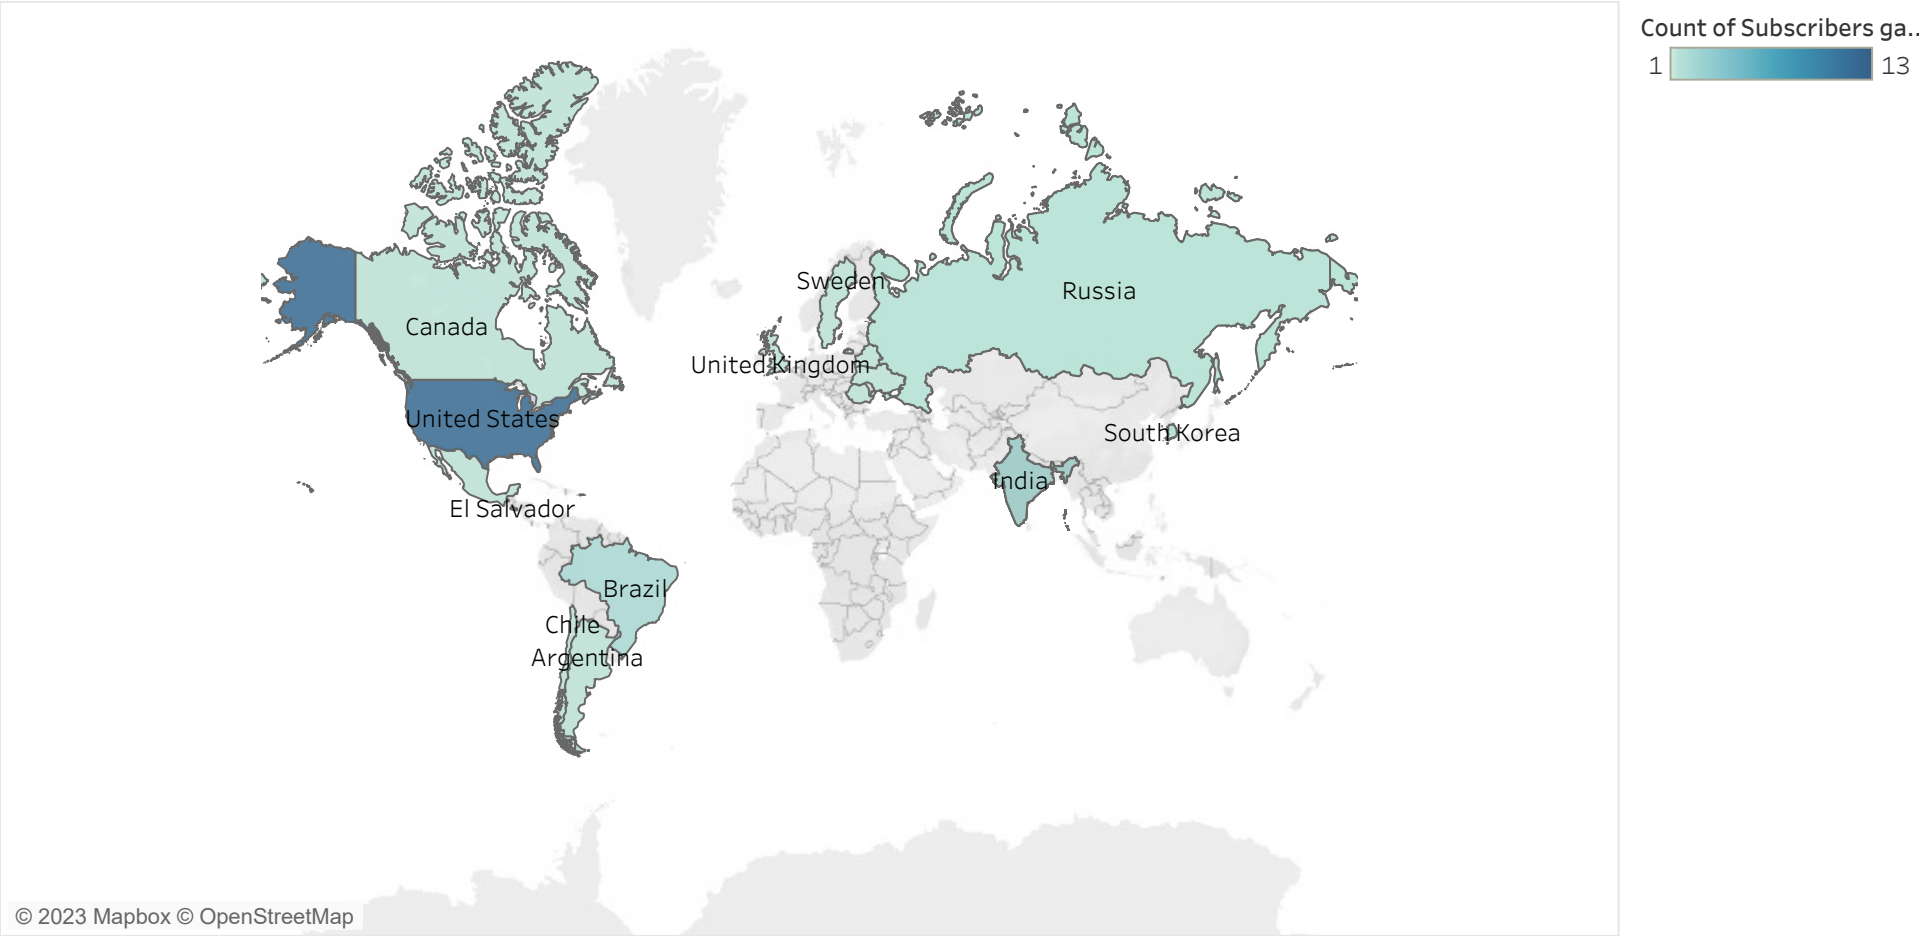 Count of Subscribers ga..
1 13
Sweden
Russia
Canada
United Kingdom
United States
South Korea
India
El Salvador
Brazil
Chile
Argentina
© 2023 Mapbox © OpenStreetMap